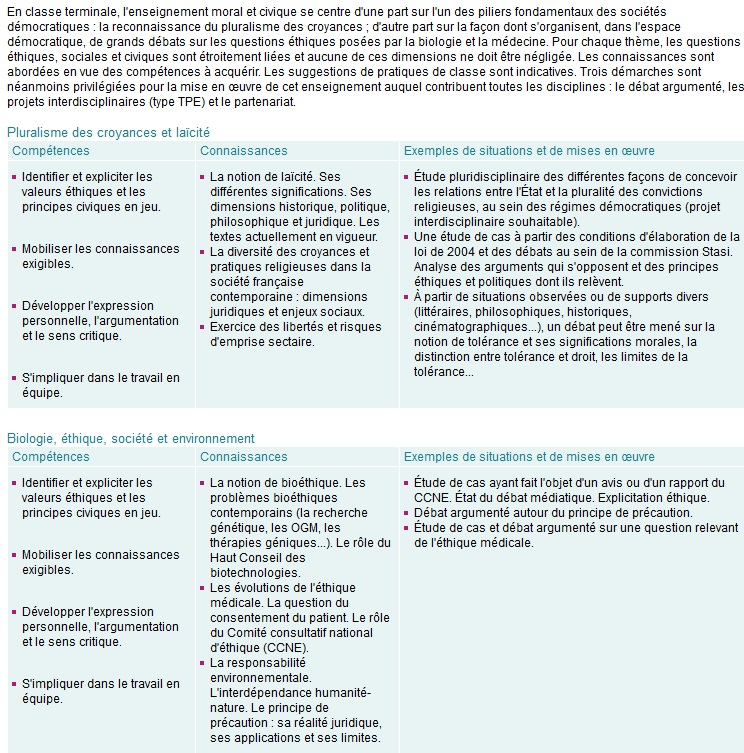 En classe terminale, l'enseignement moral et civique se centre d'une part sur l'un des piliers fondamentaux des sociétés
démocratiques : la reconnaissance du pluralisme des croyances ; d'autre part sur la façon dont s'organisent, dans l'espace
démocratique, de grands débats sur les questions éthiques posées par la biologie et la médecine. Pour chaque thème, les questions
éthiques, sociales et civiques sont étroitement liées et aucune de ces dimensions ne doit être négligée. Les connaissances sont
abordées en vue des compétences à acquérir. Les suggestions de pratiques de classe sont indicatives. Trois démarches sont
néanmoins privilégiées pour la mise en œuvre de cet enseignement auquel contribuent toutes les disciplines : le débat argumenté, les
projets interdisciplinaires (type TPE) et le partenariat.
Pluralisme des croyances et laïcité
Compétences
Identifier et expliciter les
valeurs éthiques et les
principes civiques en jeu.
Mobiliser les connaissances
exigibles.
Développer l'expression
personnelle, l'argumentation
et le sens critique.
S'impliquer dans le travail en
équipe.
Connaissances
La notion de laïcité. Ses
différentes significations. Ses
dimensions historique, politique,
philosophique et juridique. Les
textes actuellement en vigueur.
La diversité des croyances et
pratiques religieuses dans la
société française
contemporaine : dimensions
juridiques et enjeux sociaux.
Exercice des libertés et risques
d'emprise sectaire.
Exemples de situations et de mises en œuvre
Étude pluridisciplinaire des différentes façons de concevoir
les relations entre l'État et la pluralité des convictions
religieuses, au sein des régimes démocratiques (projet
interdisciplinaire souhaitable).
Une étude de cas à partir des conditions d'élaboration de la
loi de 2004 et des débats au sein de la commission Stasi.
Analyse des arguments qui s'opposent et des principes
éthiques et politiques dont ils relèvent.
À partir de situations observées ou de supports divers
(littéraires, philosophiques, historiques,
cinématographiques...), un débat peut être mené sur la
notion de tolérance et ses significations morales, la
distinction entre tolérance et droit, les limites de la
tolérance...
Biologie, éthique, société et environnement
Compétences
Identifier et expliciter les
valeurs éthiques et les
principes civiques en jeu.
Mobiliser les connaissances
exigibles.
Développer l'expression
personnelle, l'argumentation
et le sens critique.
S'impliquer dans le travail en
équipe.
Connaissances
La notion de bioéthique. Les
problèmes bioéthiques
contemporains (la recherche
génétique, les OGM, les
thérapies géniques...). Le rôle du
Haut Conseil des
biotechnologies.
Les évolutions de l'éthique
médicale. La question du
consentement du patient. Le rôle
du Comité consultatif national
d'éthique (CCNE).
La responsabilité
environnementale.
L'interdépendance humanité-
nature. Le principe de
précaution : sa réalité juridique,
ses applications et ses limites.
Exemples de situations et de mises en œuvre
Étude de cas ayant fait l'objet d'un avis ou d'un rapport du
CCNE. État du débat médiatique. Explicitation éthique.
Débat argumenté autour du principe de précaution.
Étude de cas et débat argumenté sur une question relevant
de l'éthique médicale.